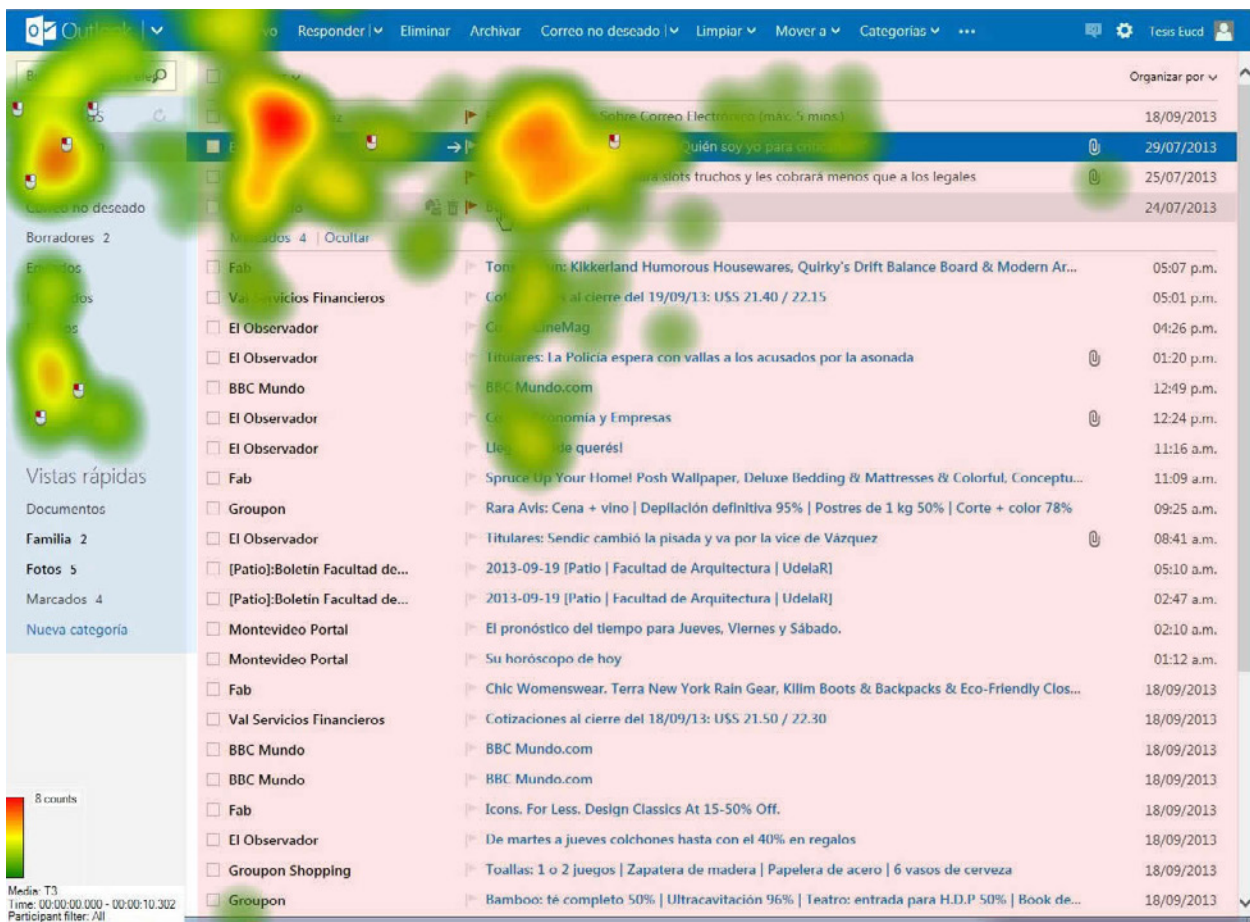 Outlook
Responder Eliminar Archivar Correo no deseado Limpiar Mover a Categorías ••• Tesis Eucd
Organizar por
Sobre Correo Electrónico (máx. 5 mins.) 18/09/2013
Quién soy yo para 29/07/2013
slots truchos y les cobrará menos que a los legales 25/07/2013
Correo no deseado 24/07/2013
Borradores 2 Marcados 4 | Ocultar
Fab Kikkerland Humorous Housewares, Quirky's Drift Balance Board & Modern Ar... 05:07 p.m.
Val Servicios Financieros al cierre del 19/09/13: U$S 21.40 / 22.15 05:01 p.m.
El Observador CineMag 04:26 p.m.
El Observador Titulares: La Policía espera con vallas a los acusados por la asonada 01:20 p.m.
BBC Mundo BBC Mundo.com 12:49 p.m.
El Observador Economía y Empresas 12:24 p.m.
El Observador querés! 11:16 a.m.
Vistas rápidas Fab Spruce Up Your Home! Posh Wallpaper, Deluxe Bedding & Mattresses & Colorful, Conceptu... 11:09 a.m.
Documentos Groupon Rara Avis: Cena + vino | Depilación definitiva 95% | Postres de 1 kg 50% | Corte + color 78% 09:25 a.m.
Familia 2 El Observador Titulares: Sendic cambió la pisada y va por la vice de Vázquez 08:41 a.m.
Fotos 5 [Patio]:Boletín Facultad de... 2013-09-19 [Patio | Facultad de Arquitectura | UdelaR] 05:10 a.m.
Marcados 4 [Patio]:Boletín Facultad de... 2013-09-19 [Patio | Facultad de Arquitectura | UdelaR] 02:47 a.m.
Nueva categoría Montevideo Portal El pronóstico del tiempo para Jueves, Viernes y Sábado. 02:10 a.m.
Montevideo Portal Su horóscopo de hoy 01:12 a.m.
Fab Chic Womenswear. Terra New York Rain Gear, Kilim Boots & Backpacks & Eco-Friendly Clos... 18/09/2013
Val Servicios Financieros Cotizaciones al cierre del 18/09/13: U$S 21.50 / 22.30 18/09/2013
BBC Mundo BBC Mundo.com 18/09/2013
BBC Mundo BBC Mundo.com 18/09/2013
8 counts Fab Icons. For Less. Design Classics At 15-50% Off. 18/09/2013
El Observador De martes a jueves colchones hasta con el 40% en regalos 18/09/2013
Groupon Shopping Toallas: 1 o 2 juegos | Zapatera de madera | Papelera de acero | 6 vasos de cerveza 18/09/2013
Groupon Bamboo: té completo 50% | Ultracavitación 96% | Teatro: entrada para H.D.P 50% | Book de... 18/09/2013
Media: T3
Time: 00:00:00.000 - 00:00:10.302
Participant filter: All